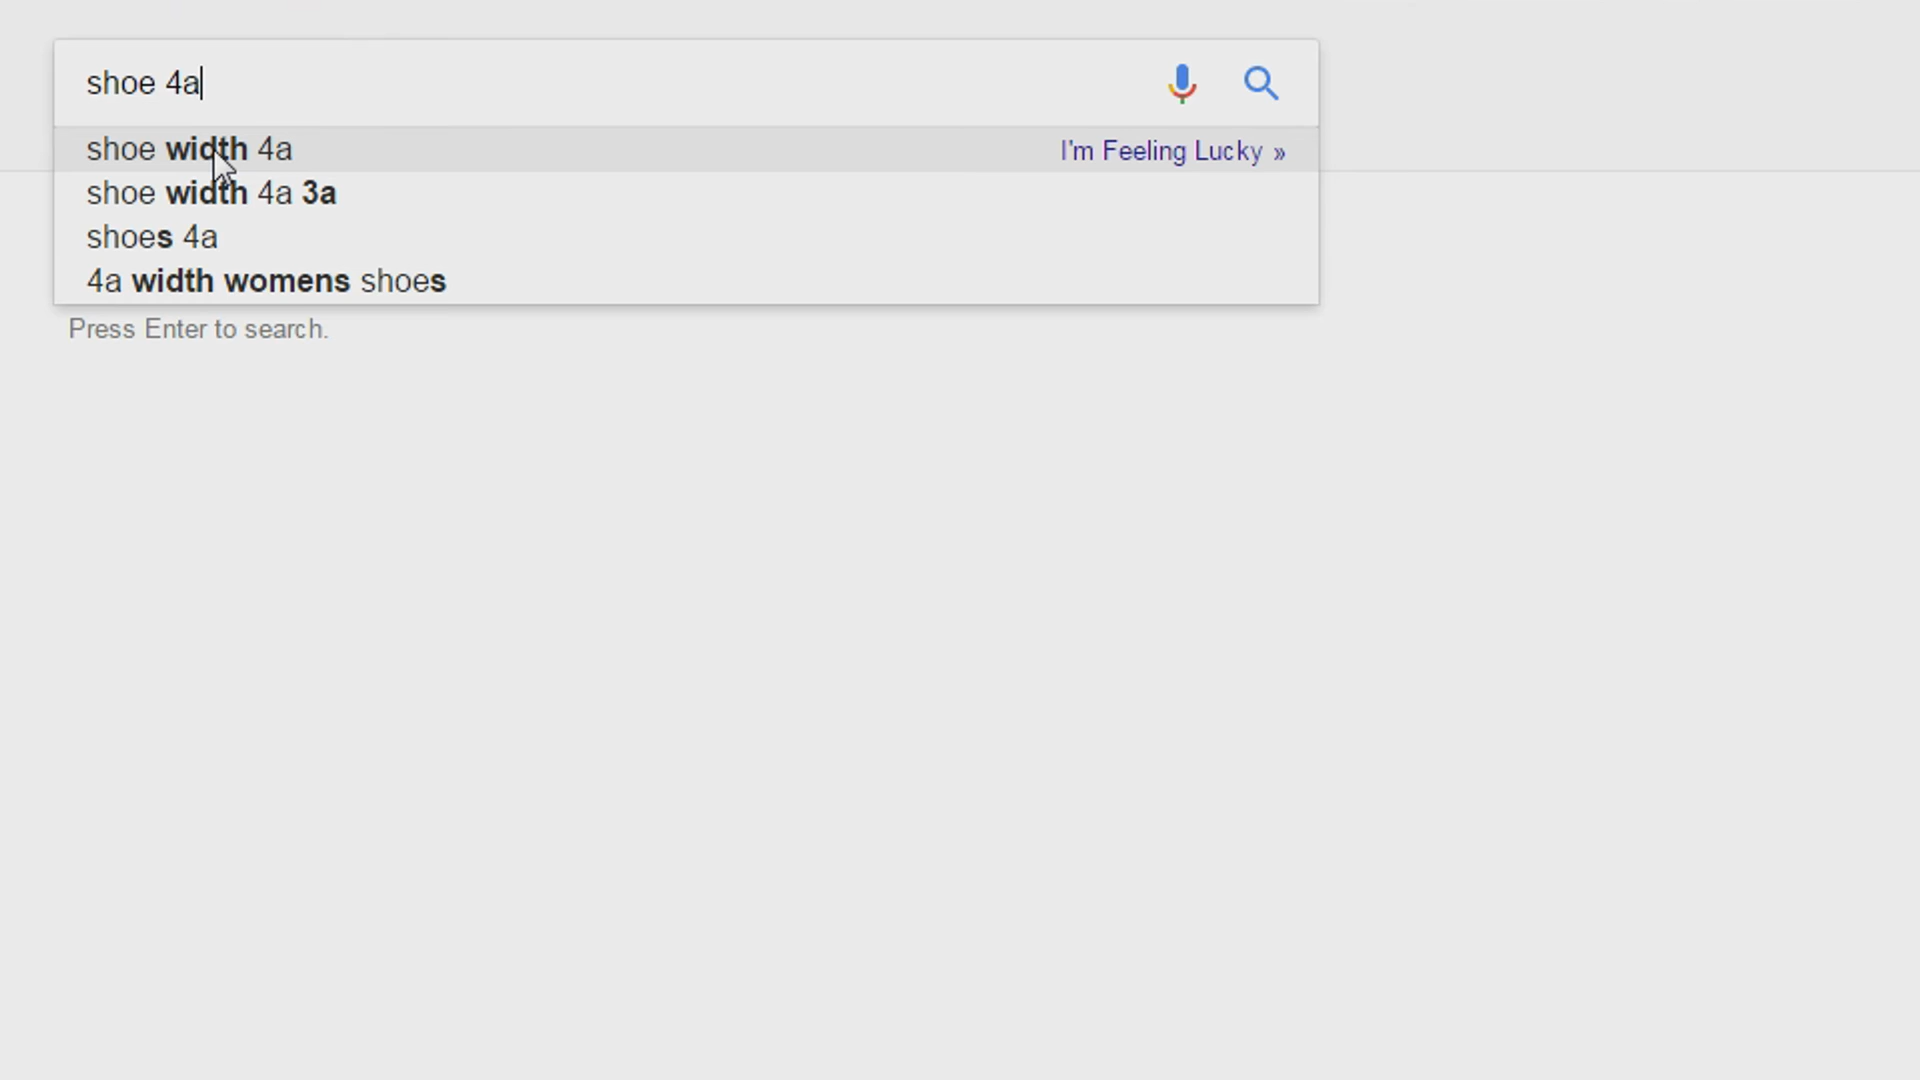 shoe 4a
shoe width 4a
I'm Feeling Lucky »
shoe width 4a 3a
shoes 4a
4a width womens shoes
Press Enter to search.